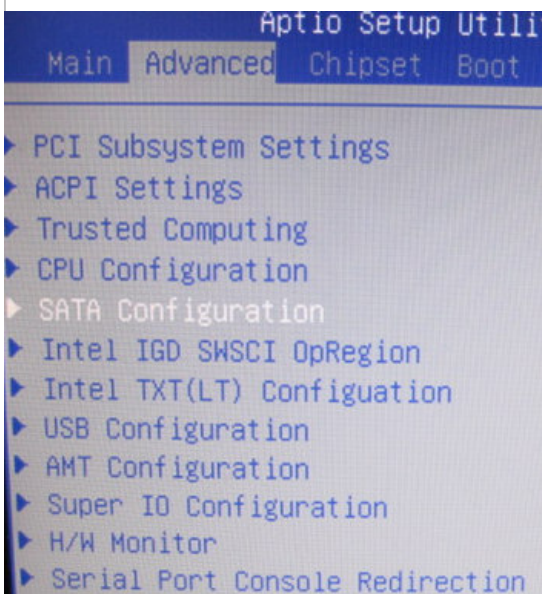 Aptio Setup Utili
Main Advanced Chipset Boot
PCI Subsystem Settings
ACPI Settings
Trusted Computing
CPU Configuration
SATA Configuration
Intel IGD SWSCI OpRegion
Intel TXT(LT) Configuation
USB Configuration
AMT Configuration
Super IO Configuration
H/W Monitor
Serial Port Console Redirection